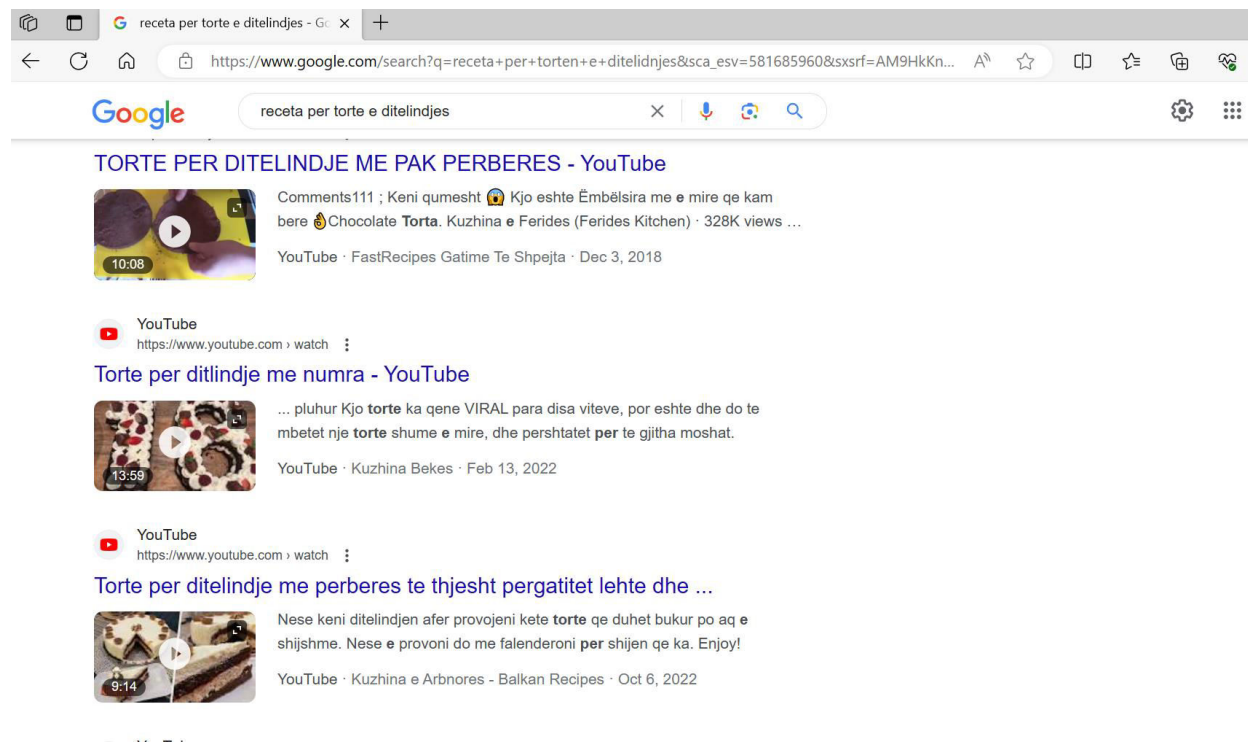 receta per torte e ditelindjes - Go
https://www.google.com/search?q=receta+per+torten+e+ditelidnjes&sca_esv=581685960&sxsrf=AM9HkKn...
Google
receta per torte e ditelindjes
TORTE PER DITELINDJE ME PAK PERBERES - YouTube
Comments111 ; Keni qumesht 😱 Kjo eshte Ëmbëlsira me e mire qe kam
bere 👌Chocolate Torta. Kuzhina e Ferides (Ferides Kitchen) · 328K views ...
10:08
YouTube · FastRecipes Gatime Te Shpejta · Dec 3, 2018
YouTube
https://www.youtube.com › watch
Torte per ditlindje me numra - YouTube
... pluhur Kjo torte ka qene VIRAL para disa viteve, por eshte dhe do te
mbetet nje torte shume e mire, dhe pershtatet per te gjitha moshat.
13:59
YouTube · Kuzhina Bekes · Feb 13, 2022
YouTube
https://www.youtube.com › watch
Torte per ditelindje me perberes te thjesht pergatitet lehte dhe ...
Nese keni ditelindjen afer provojeni kete torte qe duhet bukur po aq e
shijshme. Nese e provoni do me falenderoni per shijen qe ka. Enjoy!
9:14
YouTube · Kuzhina e Arbnores - Balkan Recipes · Oct 6, 2022